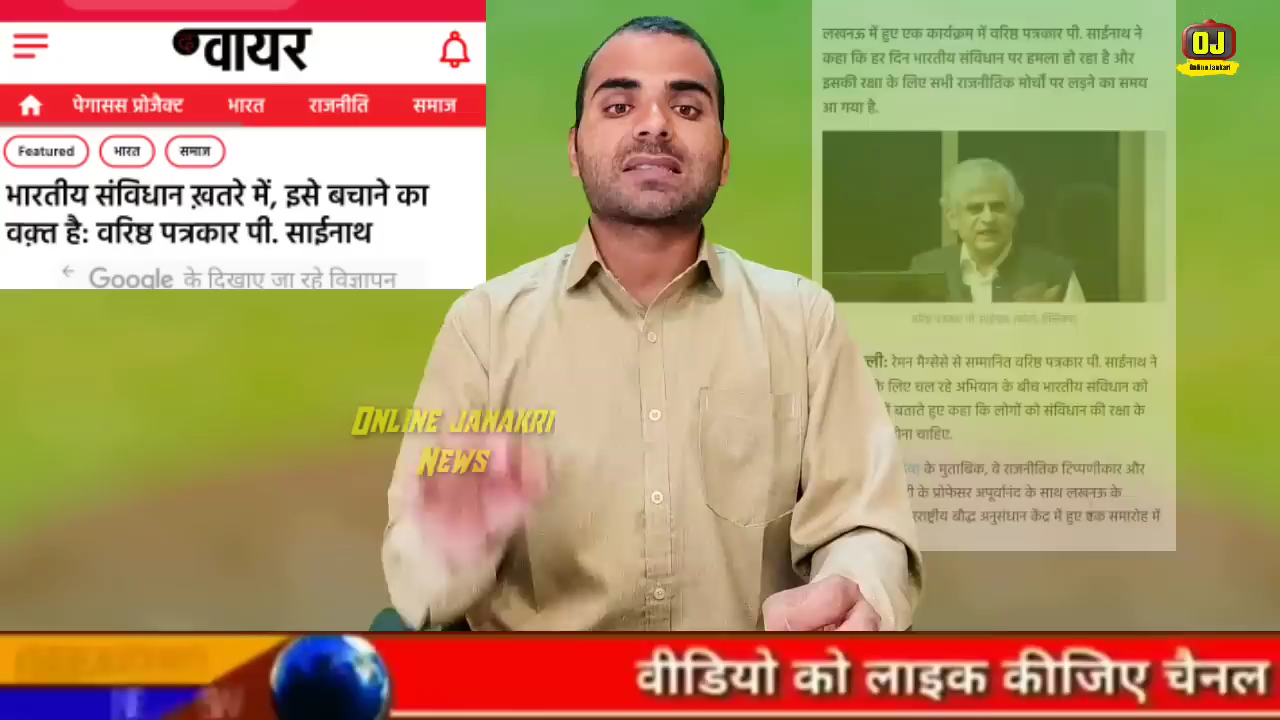 वायर
पेगासस प्रोजेक्ट भारत राजनीति समाज
Featured भारत समाज
भारतीय संविधान ख़तरे में, इसे बचाने का
वक़्त है: वरिष्ठ पत्रकार पी. साईनाथ
Google के दिखाए जा रहे विज्ञापन
लखनऊ में हुए एक कार्यक्रम में वरिष्ठ पत्रकार पी. साईनाथ ने
कहा कि हर दिन भारतीय संविधान पर हमला हो रहा है और
इसकी रक्षा के लिए सभी राजनीतिक मोर्चों पर लड़ने का समय
आ गया है.
ली: रेमन मैग्सेसे से सम्मानित वरिष्ठ पत्रकार पी. साईनाथ ने
के लिए चल रहे अभियान के बीच भारतीय संविधान को
में बताते हुए कहा कि लोगों को संविधान की रक्षा के
होना चाहिए.
के मुताबिक, वे राजनीतिक टिप्पणीकार और
के प्रोफेसर अपूर्वानंद के साथ लखनऊ के
बौद्ध अनुसंधान केंद्र में हुए एक समारोह में
OJ
Online Jankari
ONLINE JANAKRI
NEWS
वीडियो को लाइक कीजिए चैनल